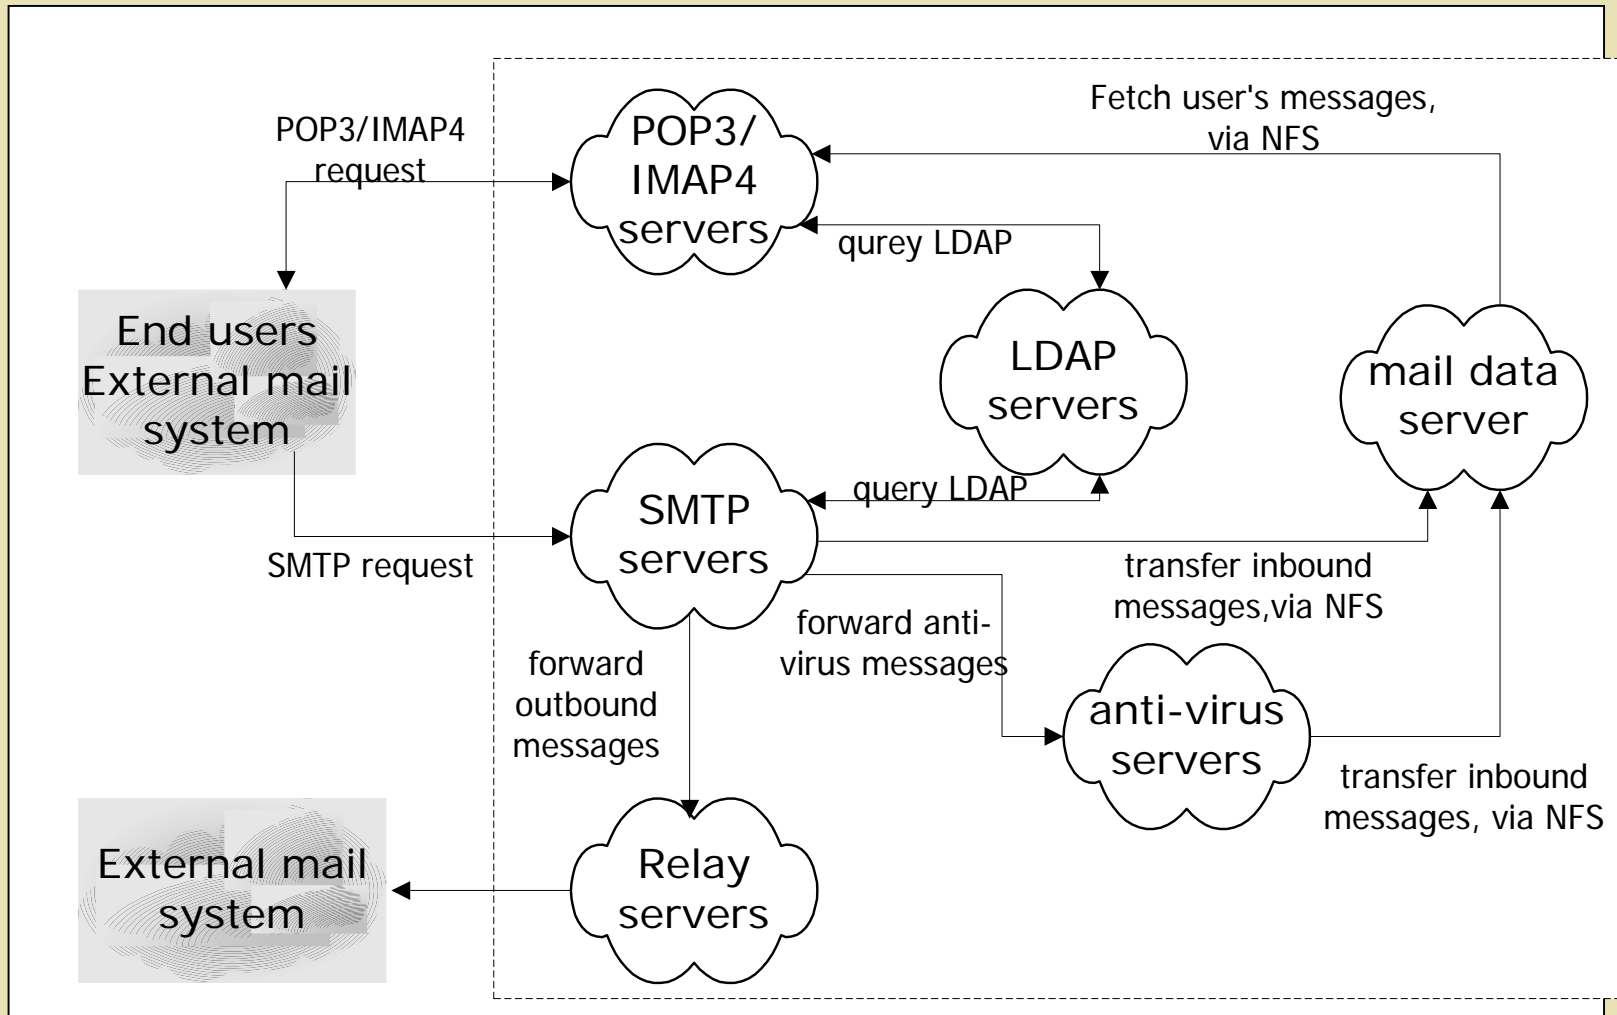 POP3/IMAP4
request
POP3/
IMAP4
servers
Fetch user's messages,
via NFS
qurey LDAP
End users
External mail
system
LDAP
servers
mail data
server
query LDAP
SMTP
servers
SMTP request
transfer inbound
messages,via NFS
forward anti-
virus messages
forward
outbound
messages
anti-virus
servers
transfer inbound
messages, via NFS
External mail
system
Relay
servers